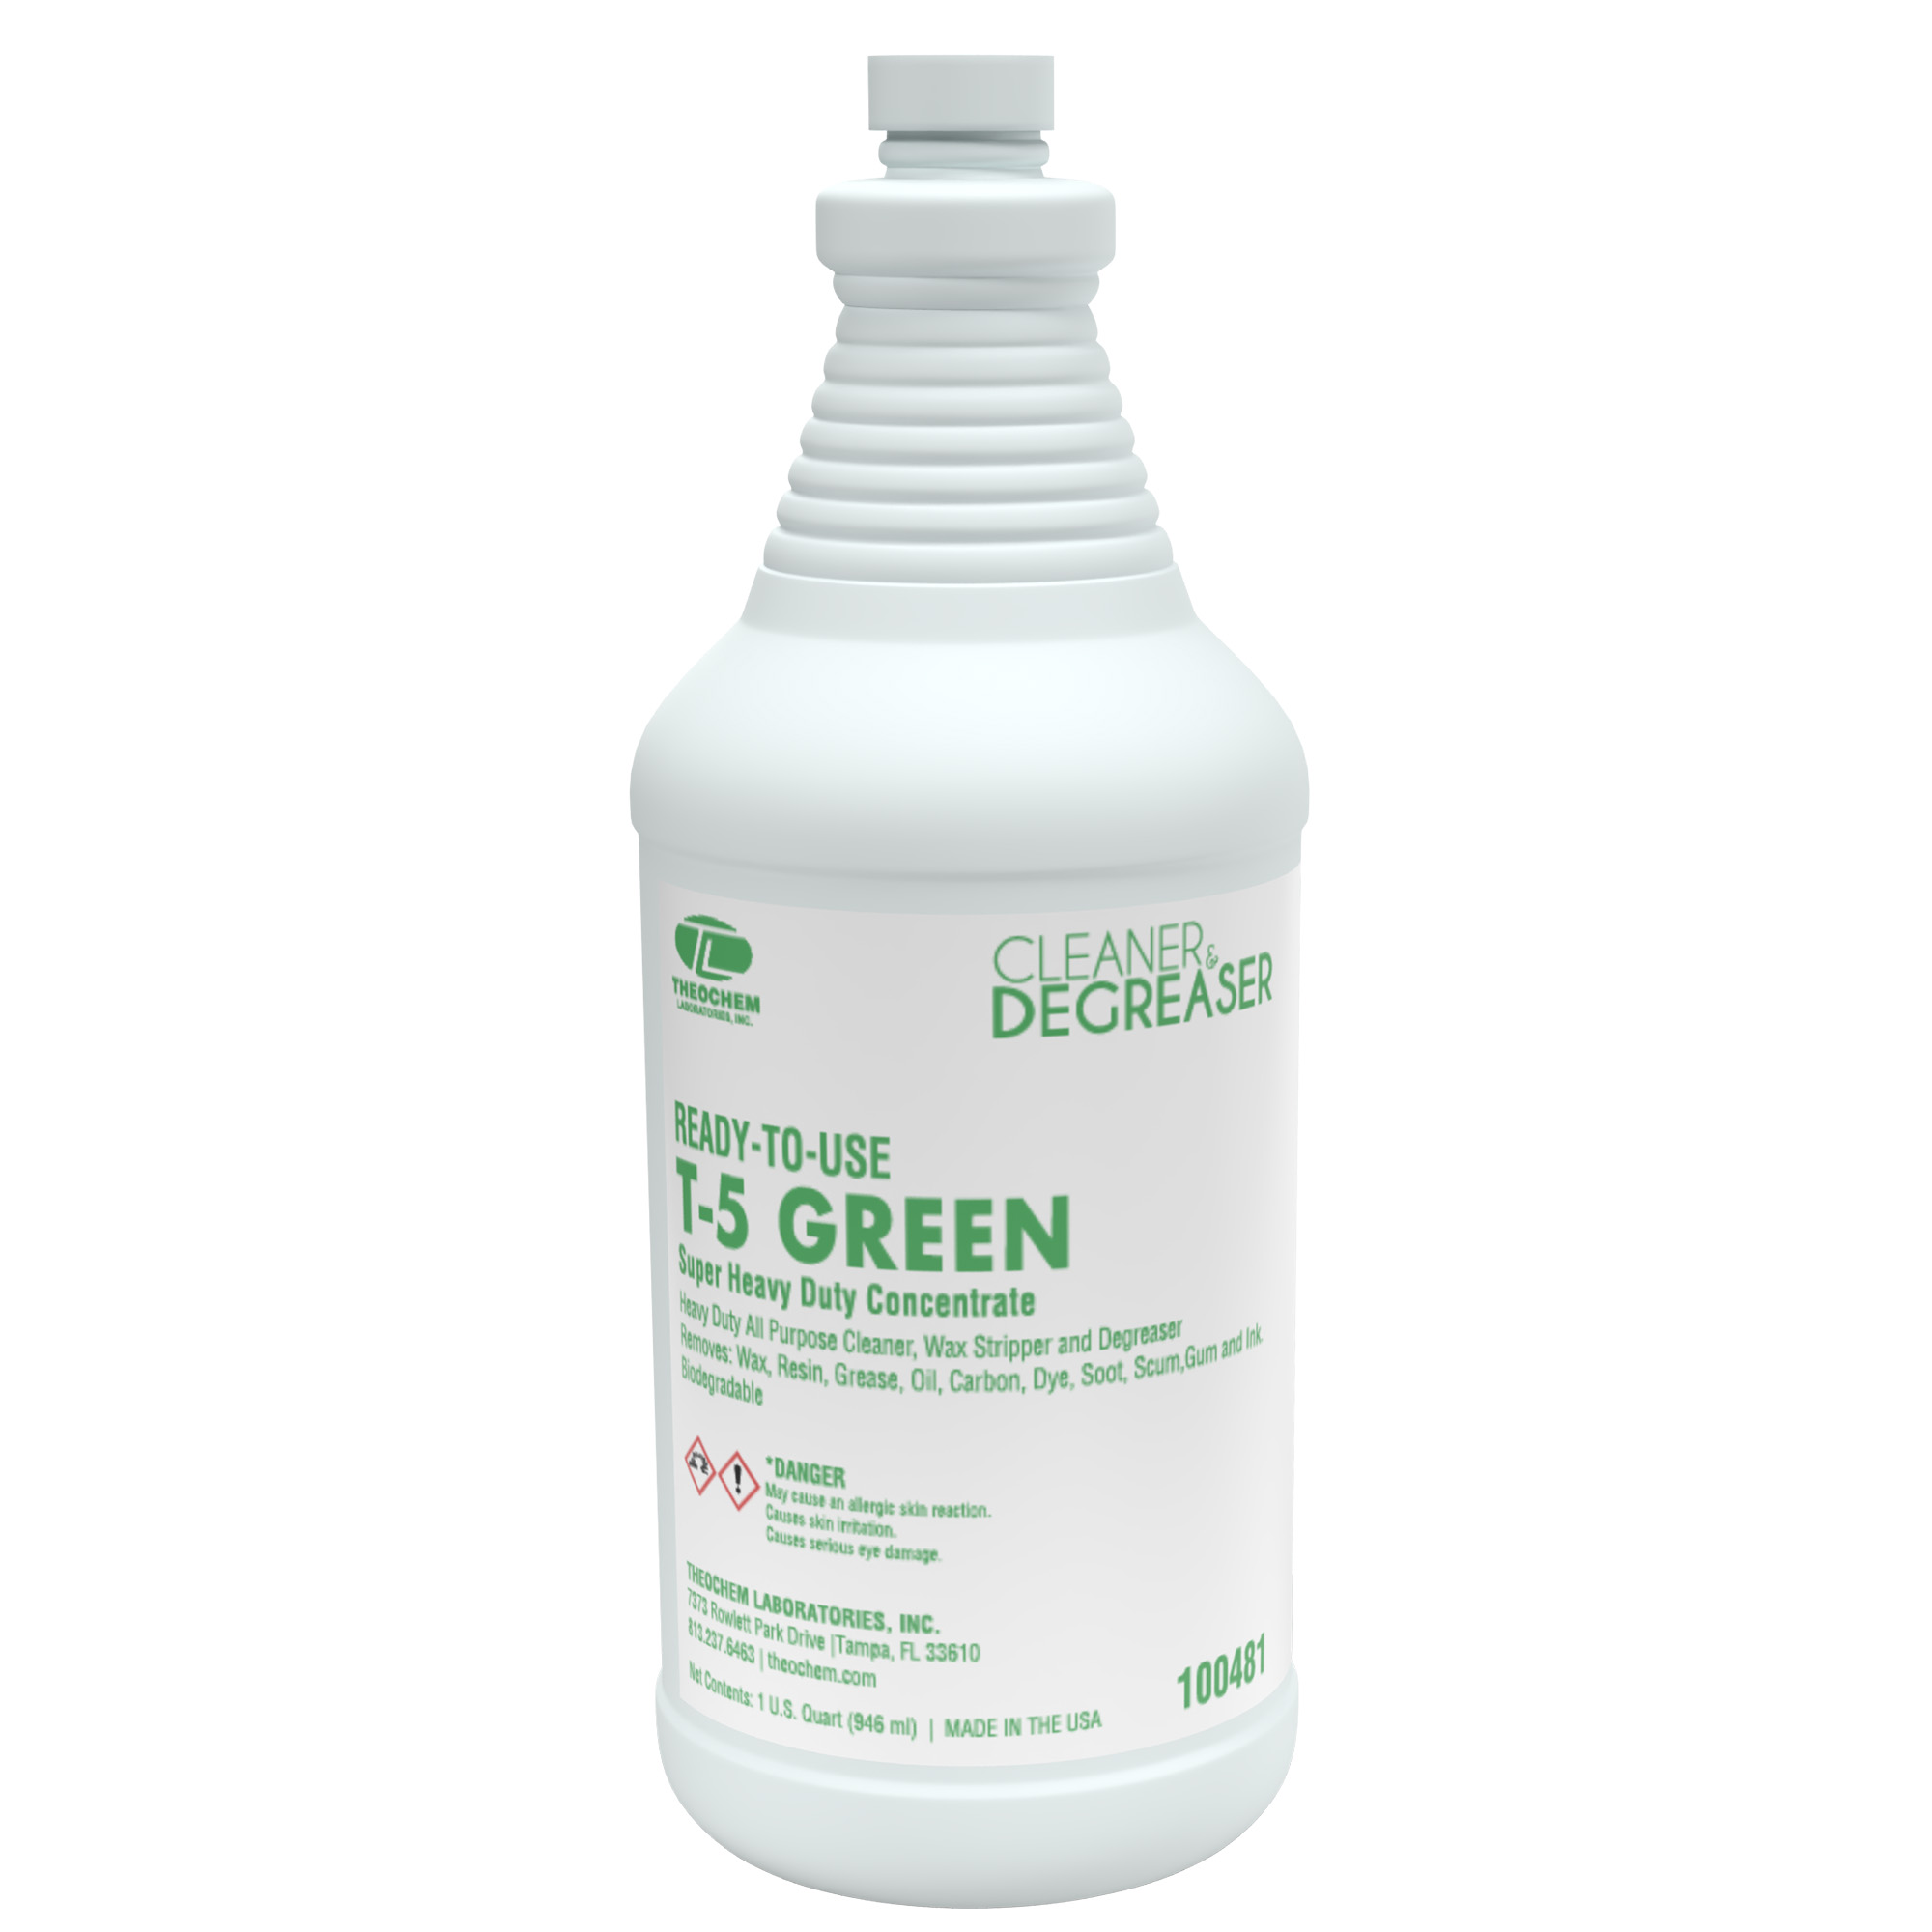 TL
THEOCHEM
LABORATORIES, INC.
CLEANER &
DEGREASER
READY-TO-USE
T-5 GREEN
Super Heavy Duty Concentrate
Heavy Duty All Purpose Cleaner, Wax Stripper and Degreaser
Removes: Wax, Resin, Grease, Oil, Carbon, Dye, Soot, Scum,Gum and Ink.
Biodegradable
*DANGER
May cause an allergic skin reaction.
Causes skin irritation.
Causes serious eye damage.
THEOCHEM LABORATORIES, INC.
7373 Rowlett Park Drive |Tampa, FL 33610
813.237.6463 | theochem.com
Net Contents: 1 U.S. Quart (946 ml) | MADE IN THE USA
100481